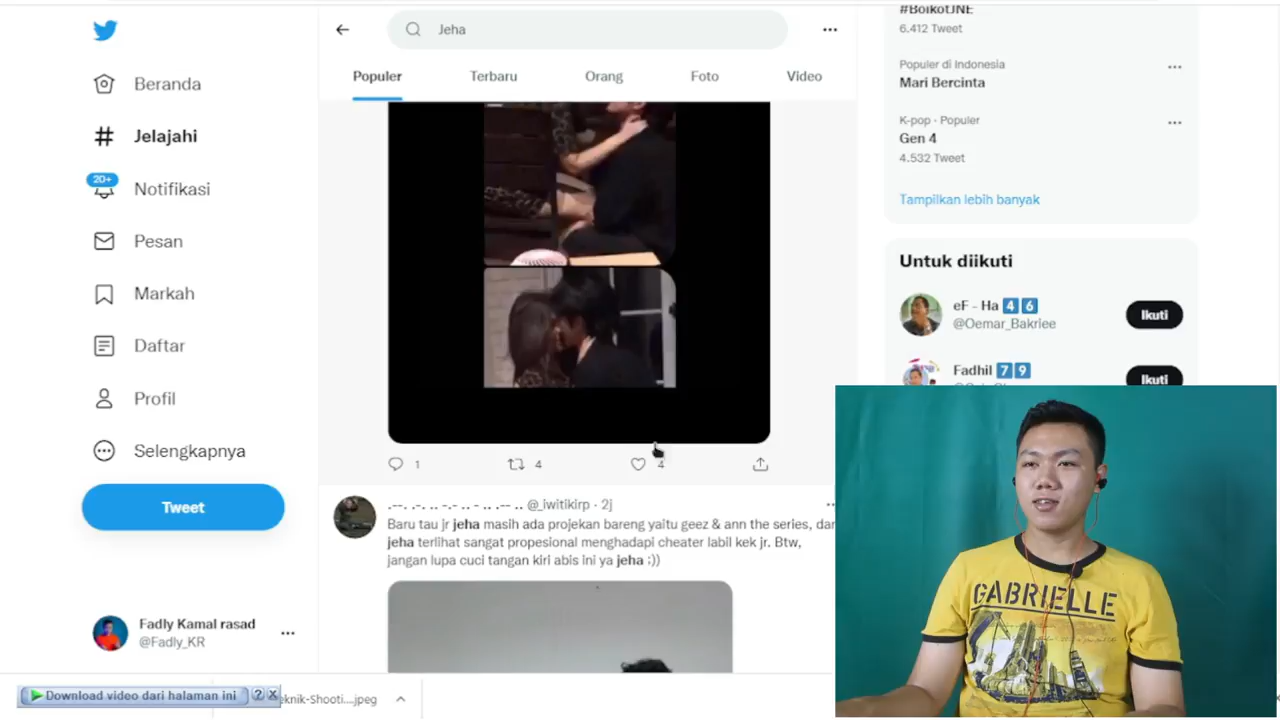 Jeha
Populer
Terbaru
Orang
Foto
Video
Beranda
Jelajahi
20+
Notifikasi
Pesan
Markah
Daftar
Profil
Selengkapnya
Tweet
Fadly Kamal rasad
@Fadly_KR
1
4
4
.--. .-. .. -.- .. - .. .-- .. @_iwitikirp · 2j
Baru tau jr jeha masih ada projekan bareng yaitu geez & ann the series, dan
jeha terlihat sangat propesional menghadapi cheater labil kek jr. Btw,
jangan lupa cuci tangan kiri abis ini ya jeha ;))
#BoikotJNE
6.412 Tweet
Populer di Indonesia
Mari Bercinta
K-pop · Populer
Gen 4
4.532 Tweet
Tampilkan lebih banyak
Untuk diikuti
eF - Ha 4 6
@Oemar_Bakriee
Ikuti
Fadhil 7 9
Ikuti
GABRIELLE
Download video dari halaman ini
? X
eknik-Shooti....jpeg